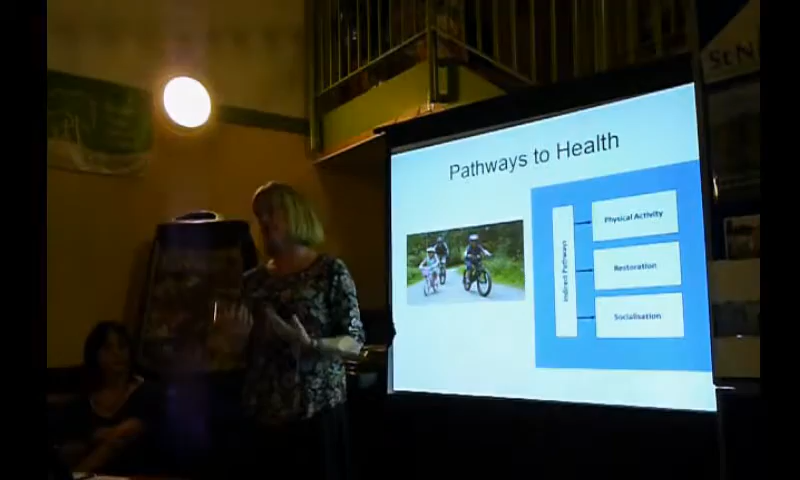 St N
Pathways to Health
Indirect Pathways
Physical Activity
Restoration
Socialisation